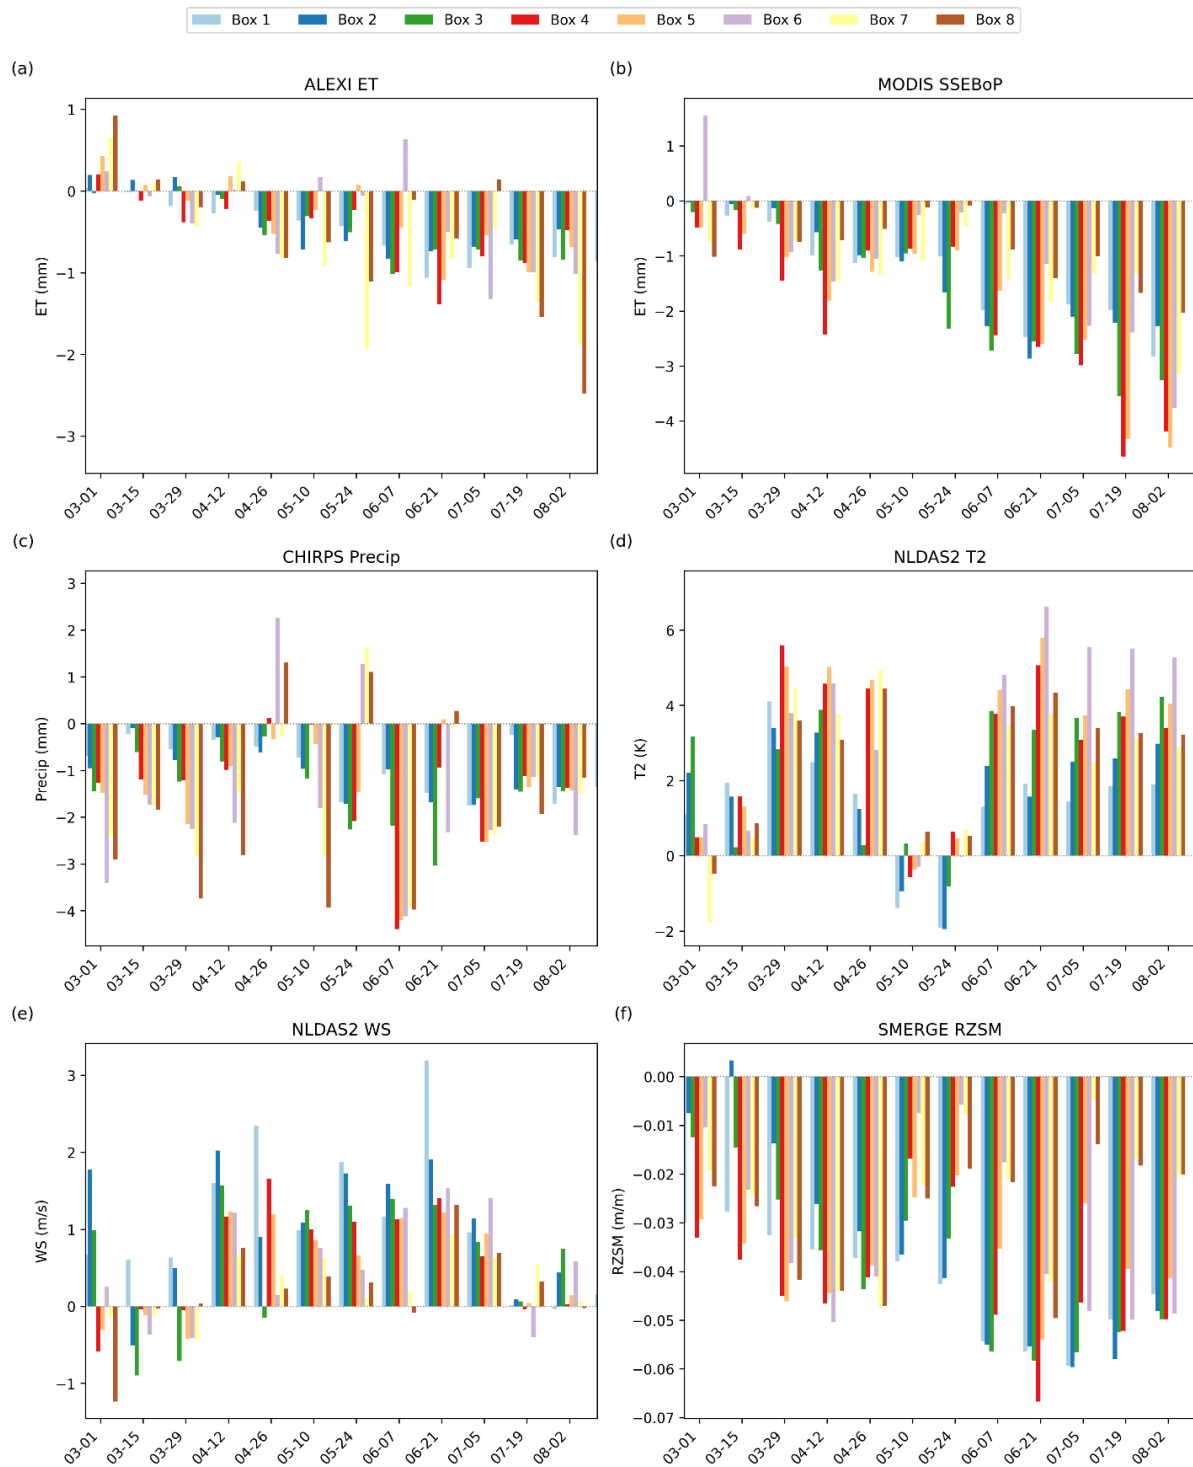 Box 1 Box 2 Box 3 Box 4 Box 5 Box 6 Box 7 Box 8
(a)
ALEXI ET
ET (mm)
1
0
−1
−2
−3
03-01 03-15 03-29 04-12 04-26 05-10 05-24 06-07 06-21 07-05 07-19 08-02
(b)
MODIS SSEBoP
ET (mm)
1
0
−1
−2
−3
−4
03-01 03-15 03-29 04-12 04-26 05-10 05-24 06-07 06-21 07-05 07-19 08-02
(c)
CHIRPS Precip
Precip (mm)
3
2
1
0
−1
−2
−3
−4
03-01 03-15 03-29 04-12 04-26 05-10 05-24 06-07 06-21 07-05 07-19 08-02
(d)
NLDAS2 T2
T2 (K)
6
4
2
0
−2
03-01 03-15 03-29 04-12 04-26 05-10 05-24 06-07 06-21 07-05 07-19 08-02
(e)
NLDAS2 WS
WS (m/s)
3
2
1
0
−1
03-01 03-15 03-29 04-12 04-26 05-10 05-24 06-07 06-21 07-05 07-19 08-02
(f)
SMERGE RZSM
RZSM (m/m)
0.00
−0.01
−0.02
−0.03
−0.04
−0.05
−0.06
−0.07
03-01 03-15 03-29 04-12 04-26 05-10 05-24 06-07 06-21 07-05 07-19 08-02